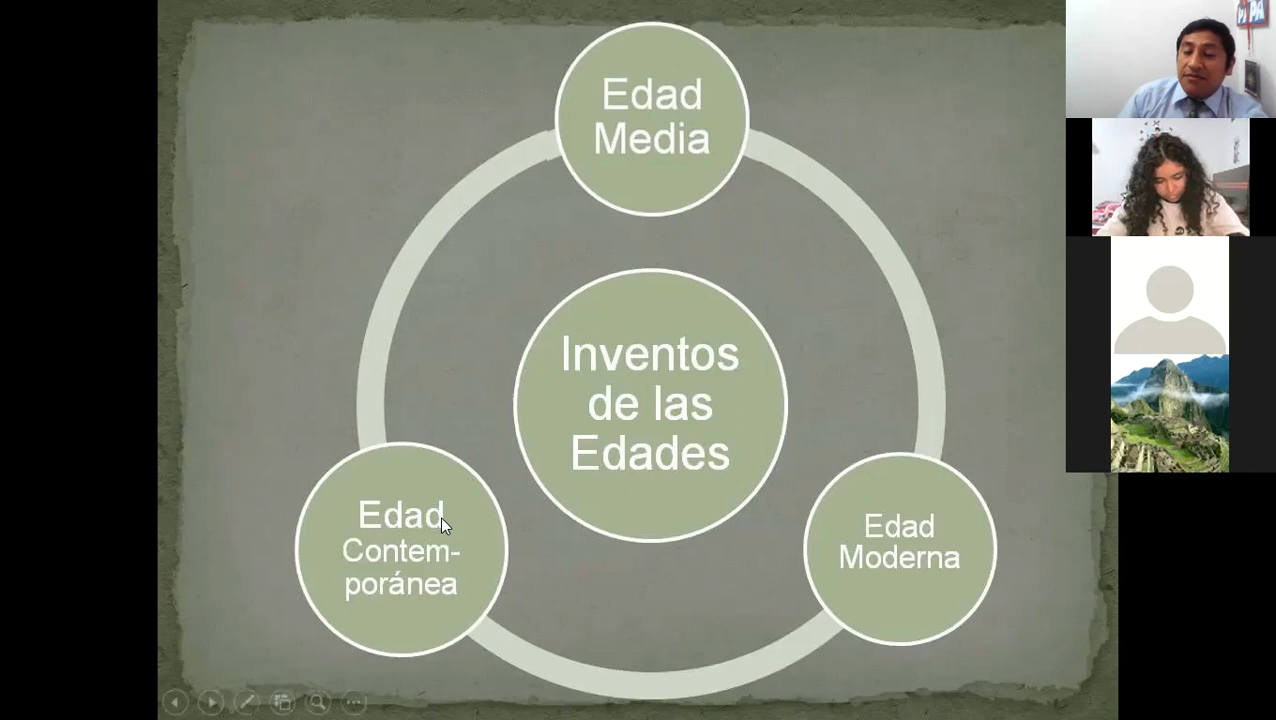 Edad
Media
Inventos
de las
Edades
Edad
Contem-
poránea
Edad
Moderna